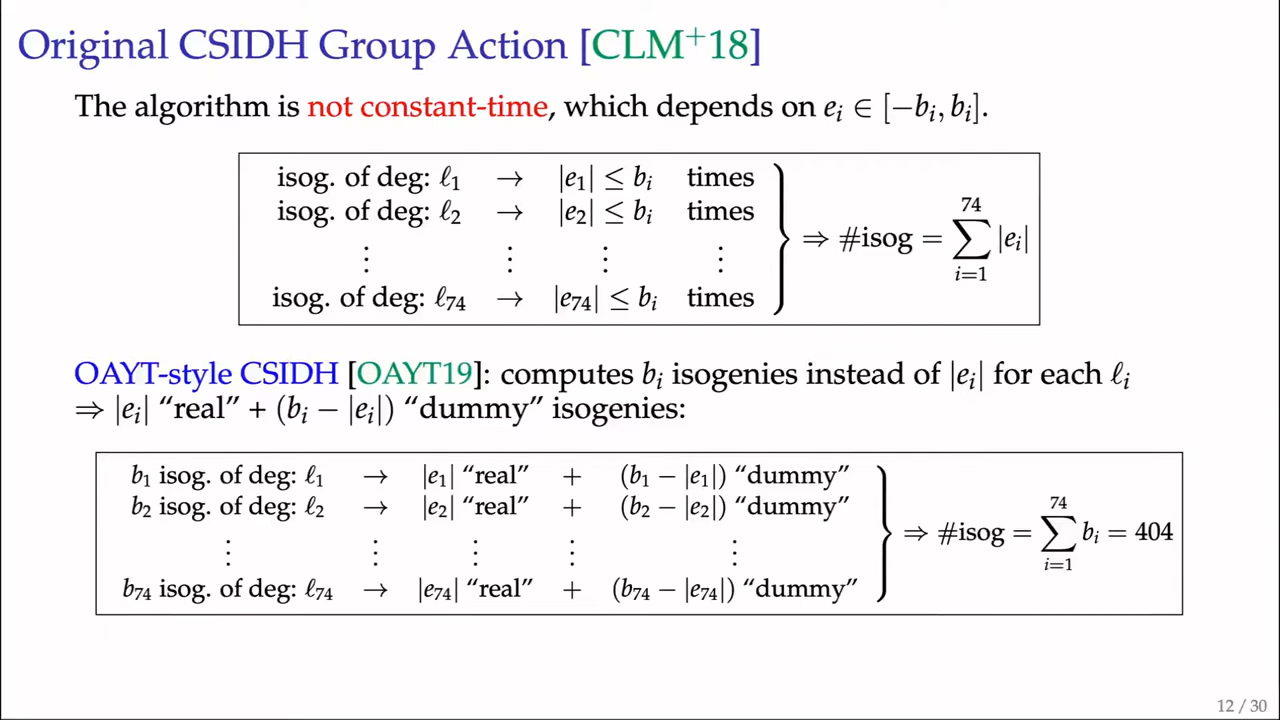 Original CSIDH Group Action [CLM⁺18]
The algorithm is not constant-time, which depends on eᵢ ∈ [−bᵢ, bᵢ].
isog. of deg: ℓ₁ → |e₁| ≤ bᵢ times
isog. of deg: ℓ₂ → |e₂| ≤ bᵢ times
⋮ ⋮ ⋮ ⋮
isog. of deg: ℓ₇₄ → |e₇₄| ≤ bᵢ times
⇒ #isog = ∑_{i=1}^{74} |eᵢ|
OAYT-style CSIDH [OAYT19]: computes bᵢ isogenies instead of |eᵢ| for each ℓᵢ
⇒ |eᵢ| “real” + (bᵢ − |eᵢ|) “dummy” isogenies:
b₁ isog. of deg: ℓ₁ → |e₁| “real” + (b₁ − |e₁|) “dummy”
b₂ isog. of deg: ℓ₂ → |e₂| “real” + (b₂ − |e₂|) “dummy”
⋮ ⋮ ⋮ ⋮ ⋮
b₇₄ isog. of deg: ℓ₇₄ → |e₇₄| “real” + (b₇₄ − |e₇₄|) “dummy”
⇒ #isog = ∑_{i=1}^{74} bᵢ = 404
12 / 30